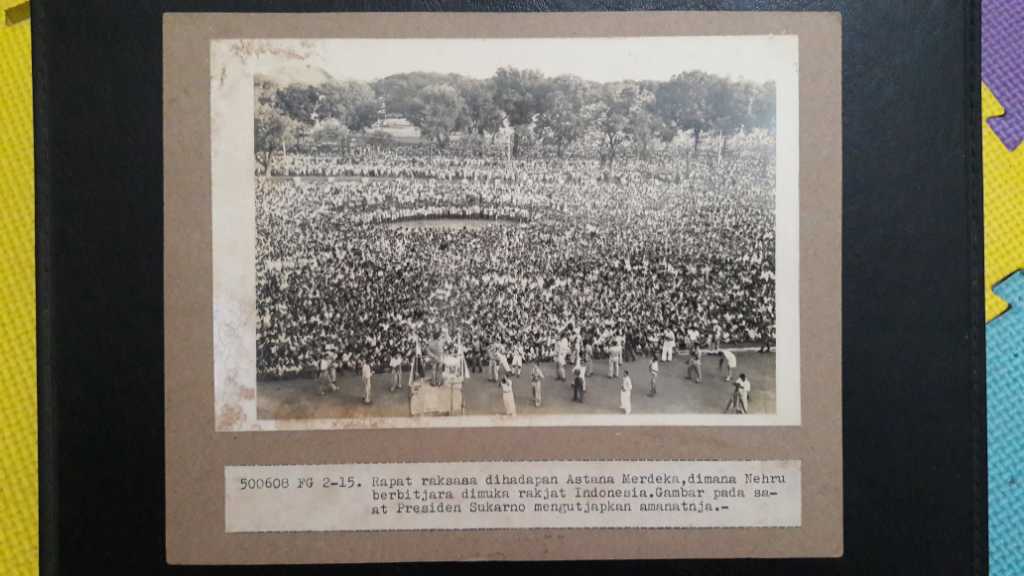 500608 FG 2-15. Rapat raksasa dihadapan Astana Merdeka,dimana Nehru
berbitjara dimuka rakjat Indonesia.Gambar pada sa-
at Presiden Sukarno mengutjapkan amanatnja.-